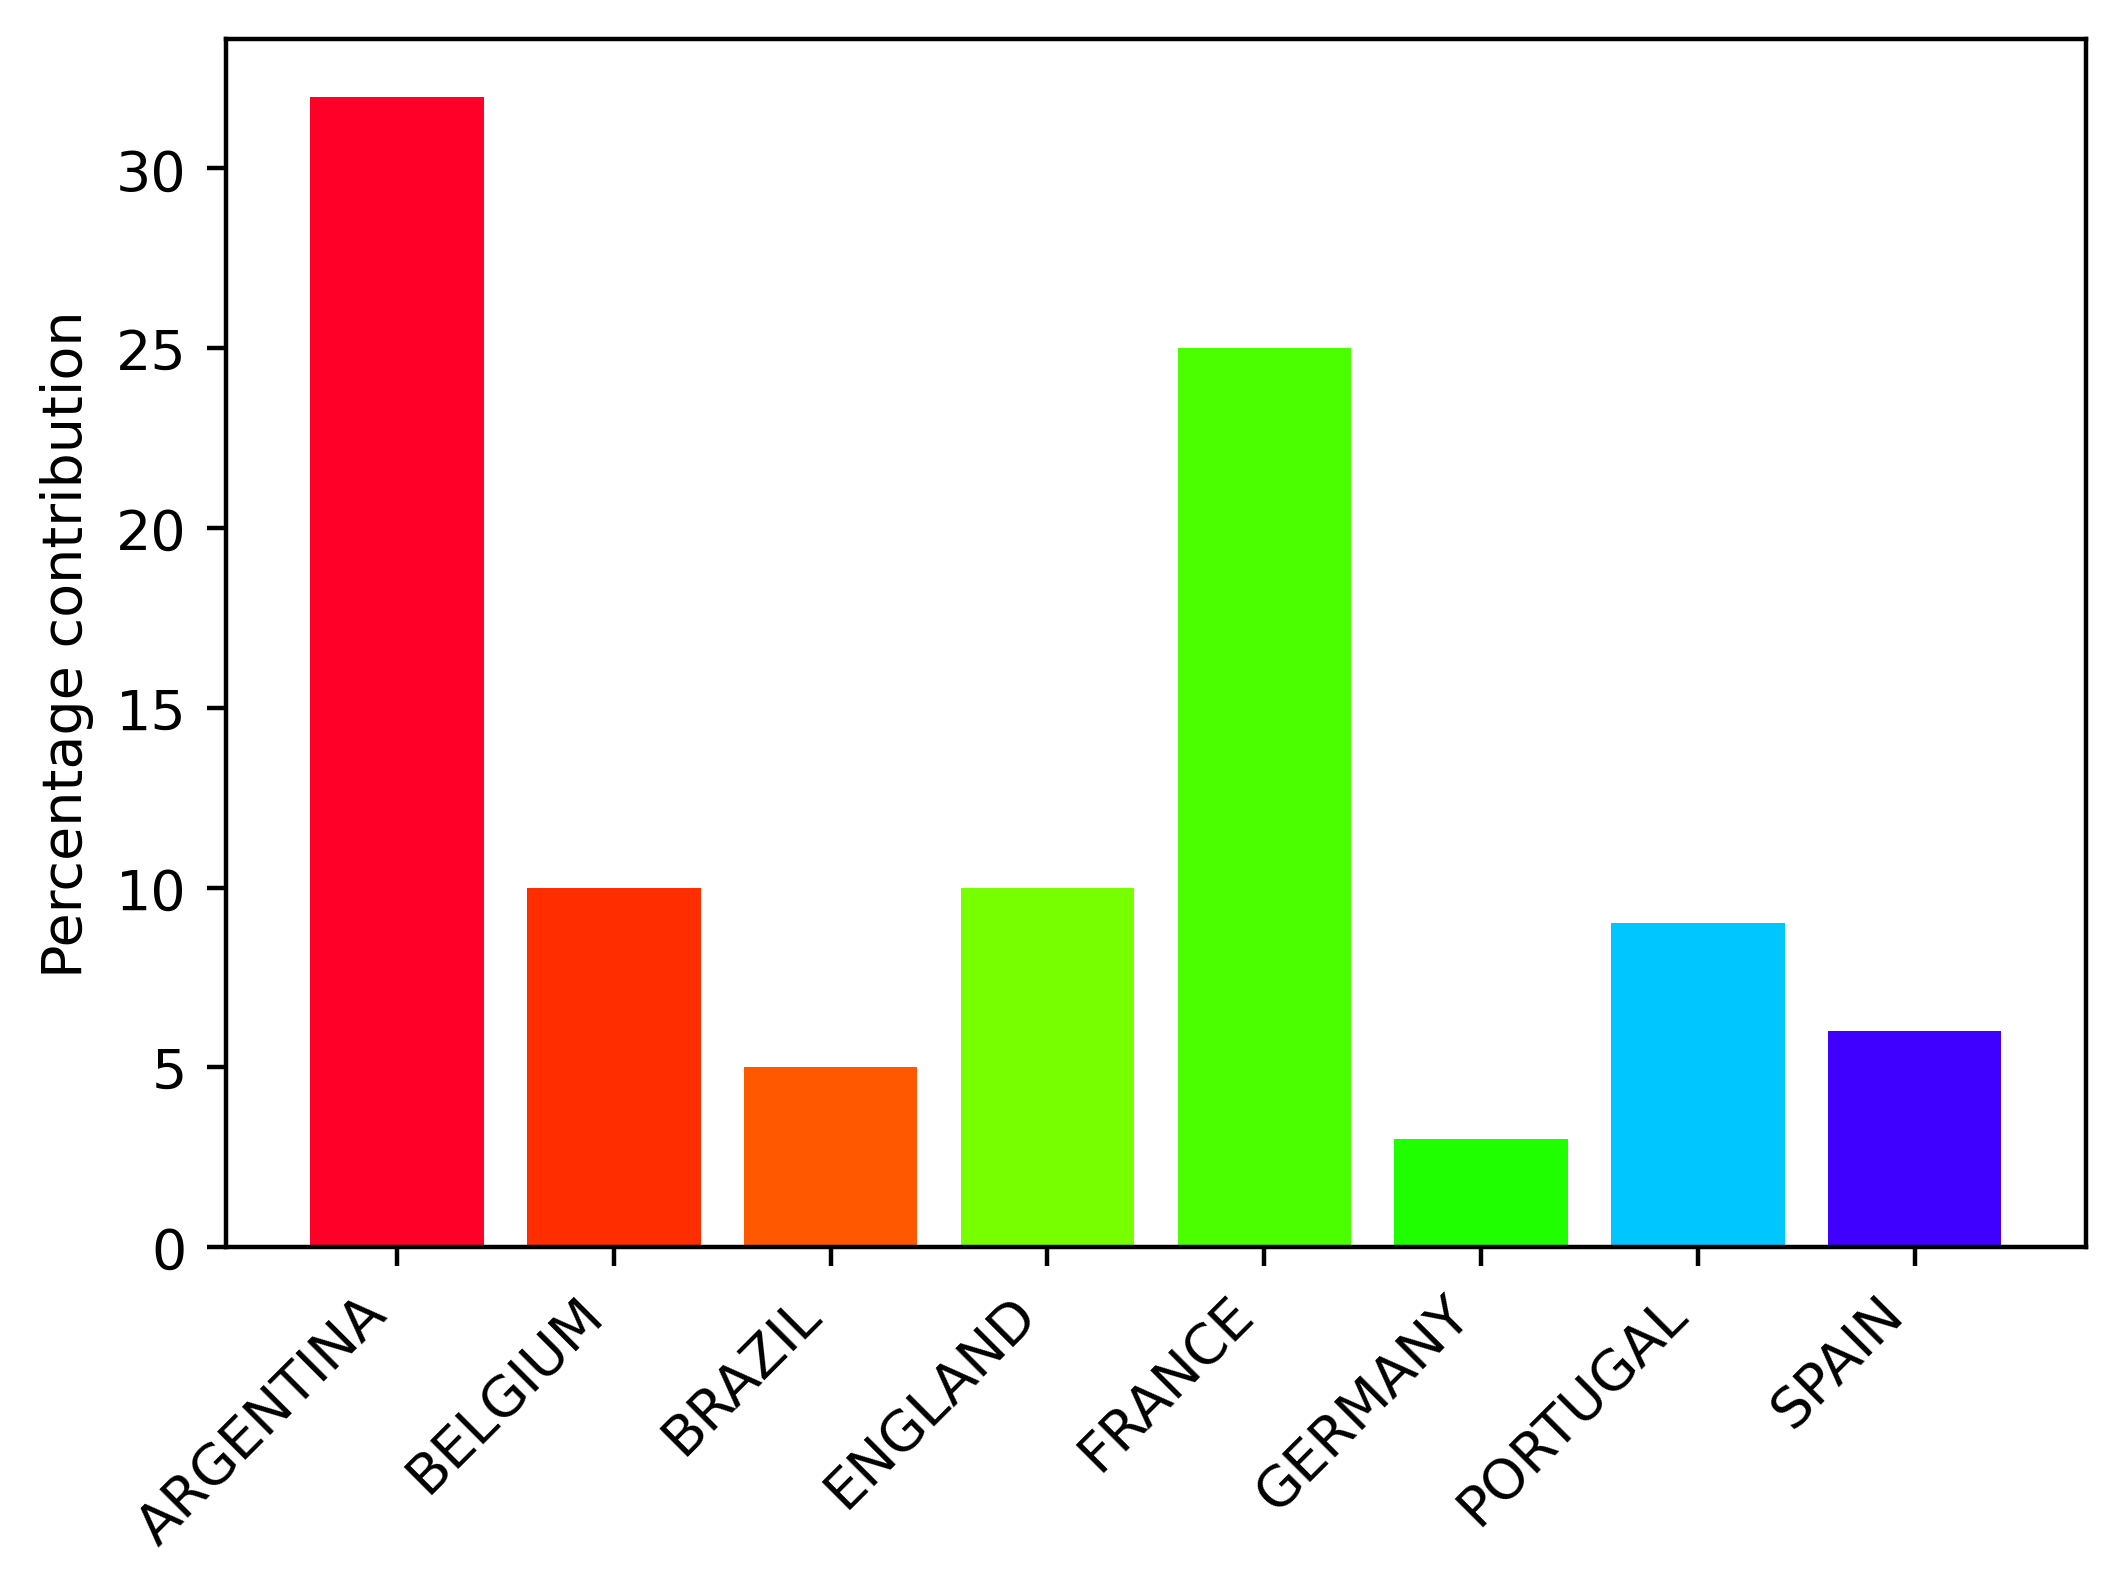 Percentage contribution
30
25
20
15
10
5
0
ARGENTINA
BELGIUM
BRAZIL
ENGLAND
FRANCE
GERMANY
PORTUGAL
SPAIN